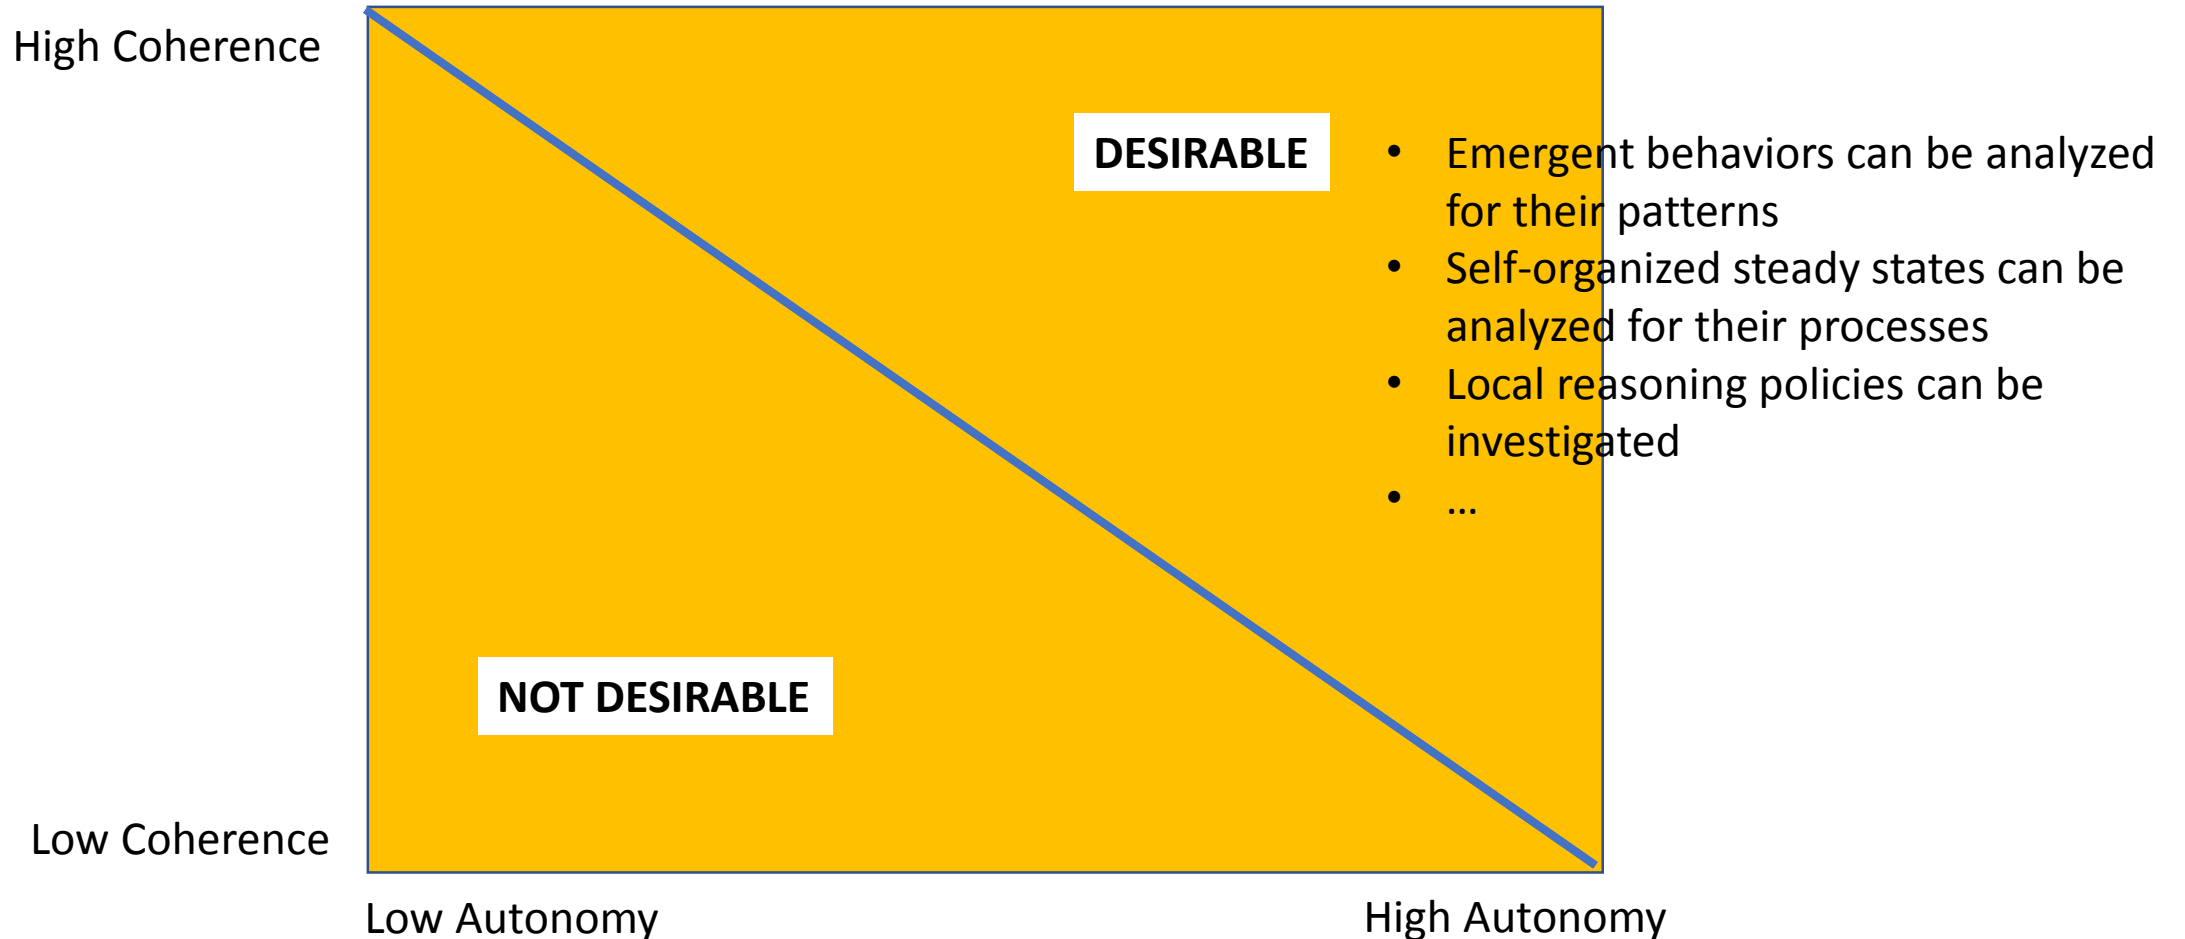 High Coherence
DESIRABLE
• Emergent behaviors can be analyzed
for their patterns
• Self-organized steady states can be
analyzed for their processes
• Local reasoning policies can be
investigated
• …
NOT DESIRABLE
Low Coherence
Low Autonomy
High Autonomy